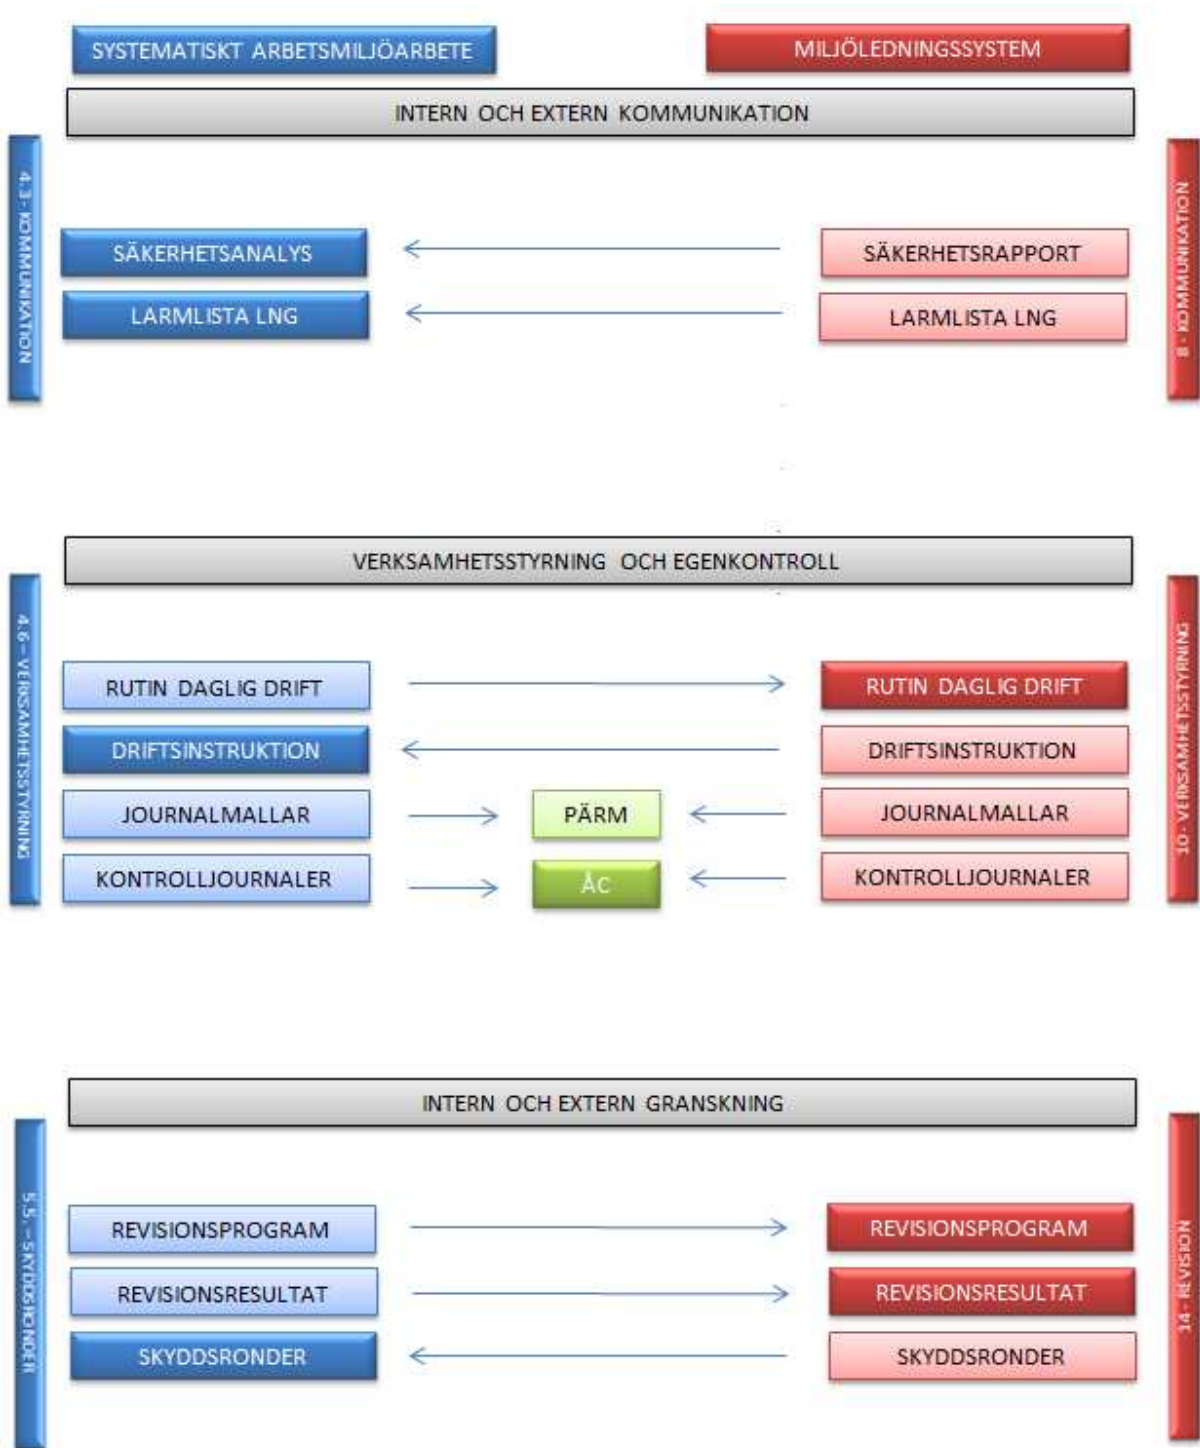 SYSTEMATISKT ARBETSMILJÖARBETE
MILJÖLEDNINGSSYSTEM
INTERN OCH EXTERN KOMMUNIKATION
4.3 - KOMMUNIKATION
8 - KOMMUNIKATION
SÄKERHETSANALYS
SÄKERHETSRAPPORT
LARMLISTA LNG
LARMLISTA LNG
VERKSAMHETSSTYRNING OCH EGENKONTROLL
4.6 – VERKSAMHETSSTYRNING
10 - VERKSAMHETSSTYRNING
RUTIN DAGLIG DRIFT
RUTIN DAGLIG DRIFT
DRIFTSINSTRUKTION
DRIFTSINSTRUKTION
JOURNALMALLAR
PÄRM
JOURNALMALLAR
KONTROLLJOURNALER
ÅC
KONTROLLJOURNALER
INTERN OCH EXTERN GRANSKNING
5.5. – SKYDDSRONDER
14 - REVISION
REVISIONSPROGRAM
REVISIONSPROGRAM
REVISIONSRESULTAT
REVISIONSRESULTAT
SKYDDSRONDER
SKYDDSRONDER